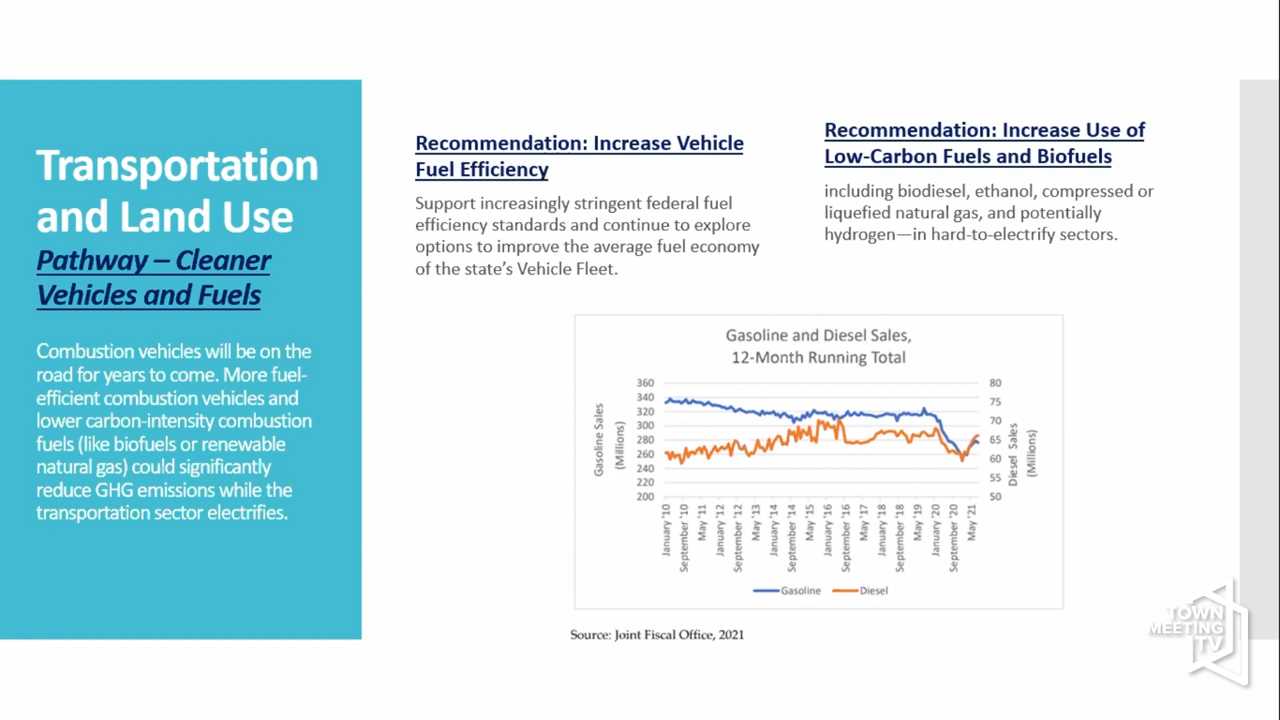 Transportation
and Land Use
Pathway – Cleaner
Vehicles and Fuels
Combustion vehicles will be on the
road for years to come. More fuel-
efficient combustion vehicles and
lower carbon-intensity combustion
fuels (like biofuels or renewable
natural gas) could significantly
reduce GHG emissions while the
transportation sector electrifies.
Recommendation: Increase Vehicle
Fuel Efficiency
Support increasingly stringent federal fuel
efficiency standards and continue to explore
options to improve the average fuel economy
of the state's Vehicle Fleet.
Recommendation: Increase Use of
Low-Carbon Fuels and Biofuels
including biodiesel, ethanol, compressed or
liquefied natural gas, and potentially
hydrogen—in hard-to-electrify sectors.
Gasoline and Diesel Sales,
12-Month Running Total
Gasoline Sales
(Millions)
360
340
320
300
280
260
240
220
200
80
75
70
65
60
55
50
Diesel Sales
(Millions)
January '10
September '10
May '11
January '12
September '12
May '13
January '14
September '14
May '15
January '16
September '16
May '17
January '18
September '18
May '19
January '20
September '20
May '21
Gasoline
Diesel
Source: Joint Fiscal Office, 2021
TOWN
MEETING
TV